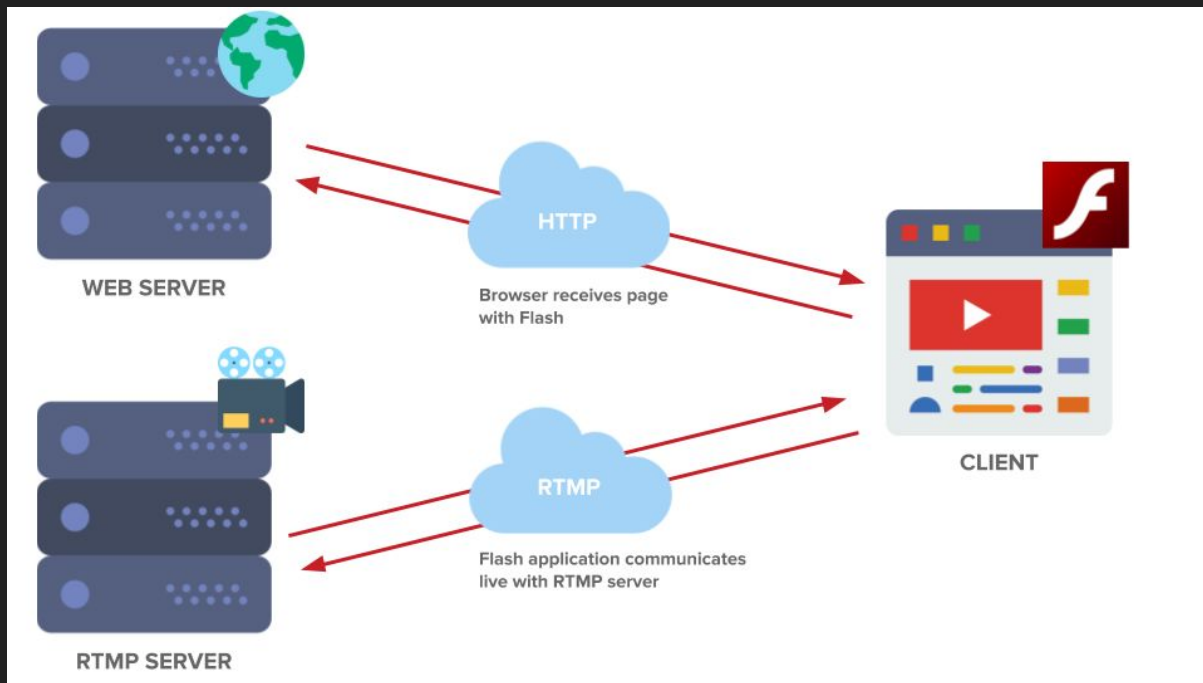 HTTP
WEB SERVER
Browser receives page
with Flash
RTMP
CLIENT
Flash application communicates
live with RTMP server
RTMP SERVER